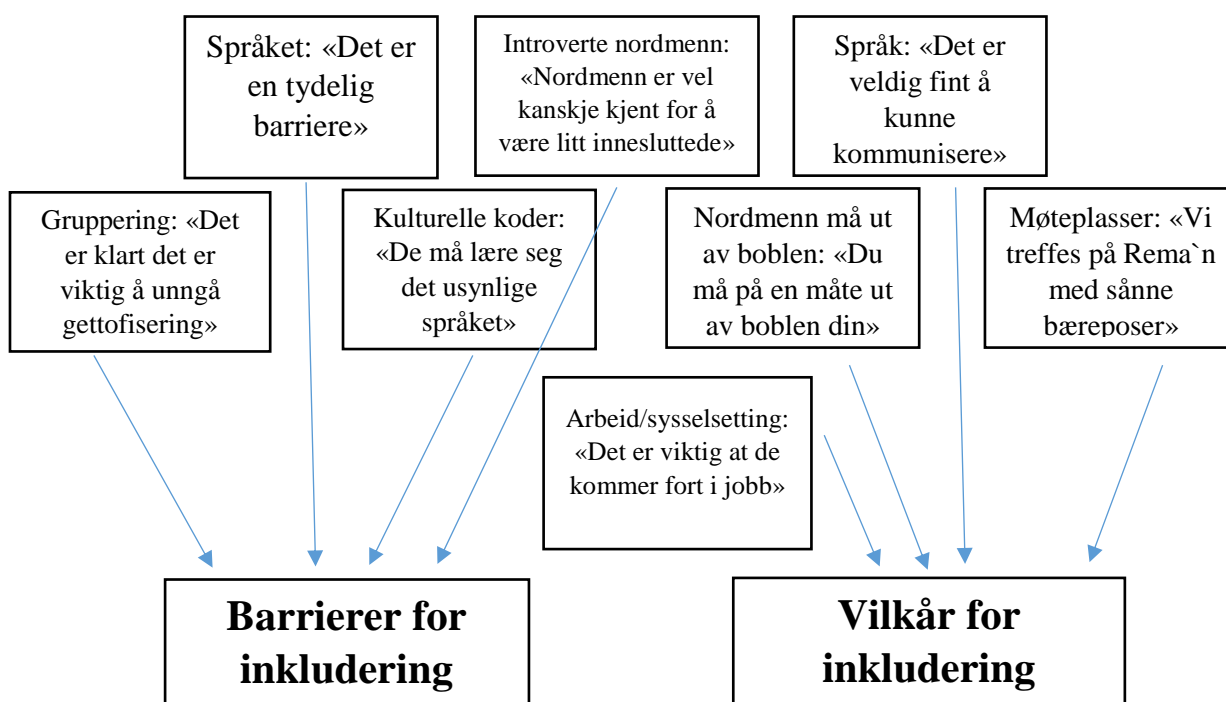 Språket: «Det er
en tydelig
barriere»
Introverte nordmenn:
«Nordmenn er vel
kanskje kjent for å
være litt innesluttede»
Språk: «Det er
veldig fint å
kunne
kommunisere»
Gruppering: «Det
er klart det er
viktig å unngå
gettofisering»
Kulturelle koder:
«De må lære seg
det usynlige
språket»
Nordmenn må ut
av boblen: «Du
må på en måte ut
av boblen din»
Møteplasser: «Vi
treffes på Rema`n
med sånne
bæreposer»
Arbeid/sysselsetting:
«Det er viktig at de
kommer fort i jobb»
Barrierer for
inkludering
Vilkår for
inkludering